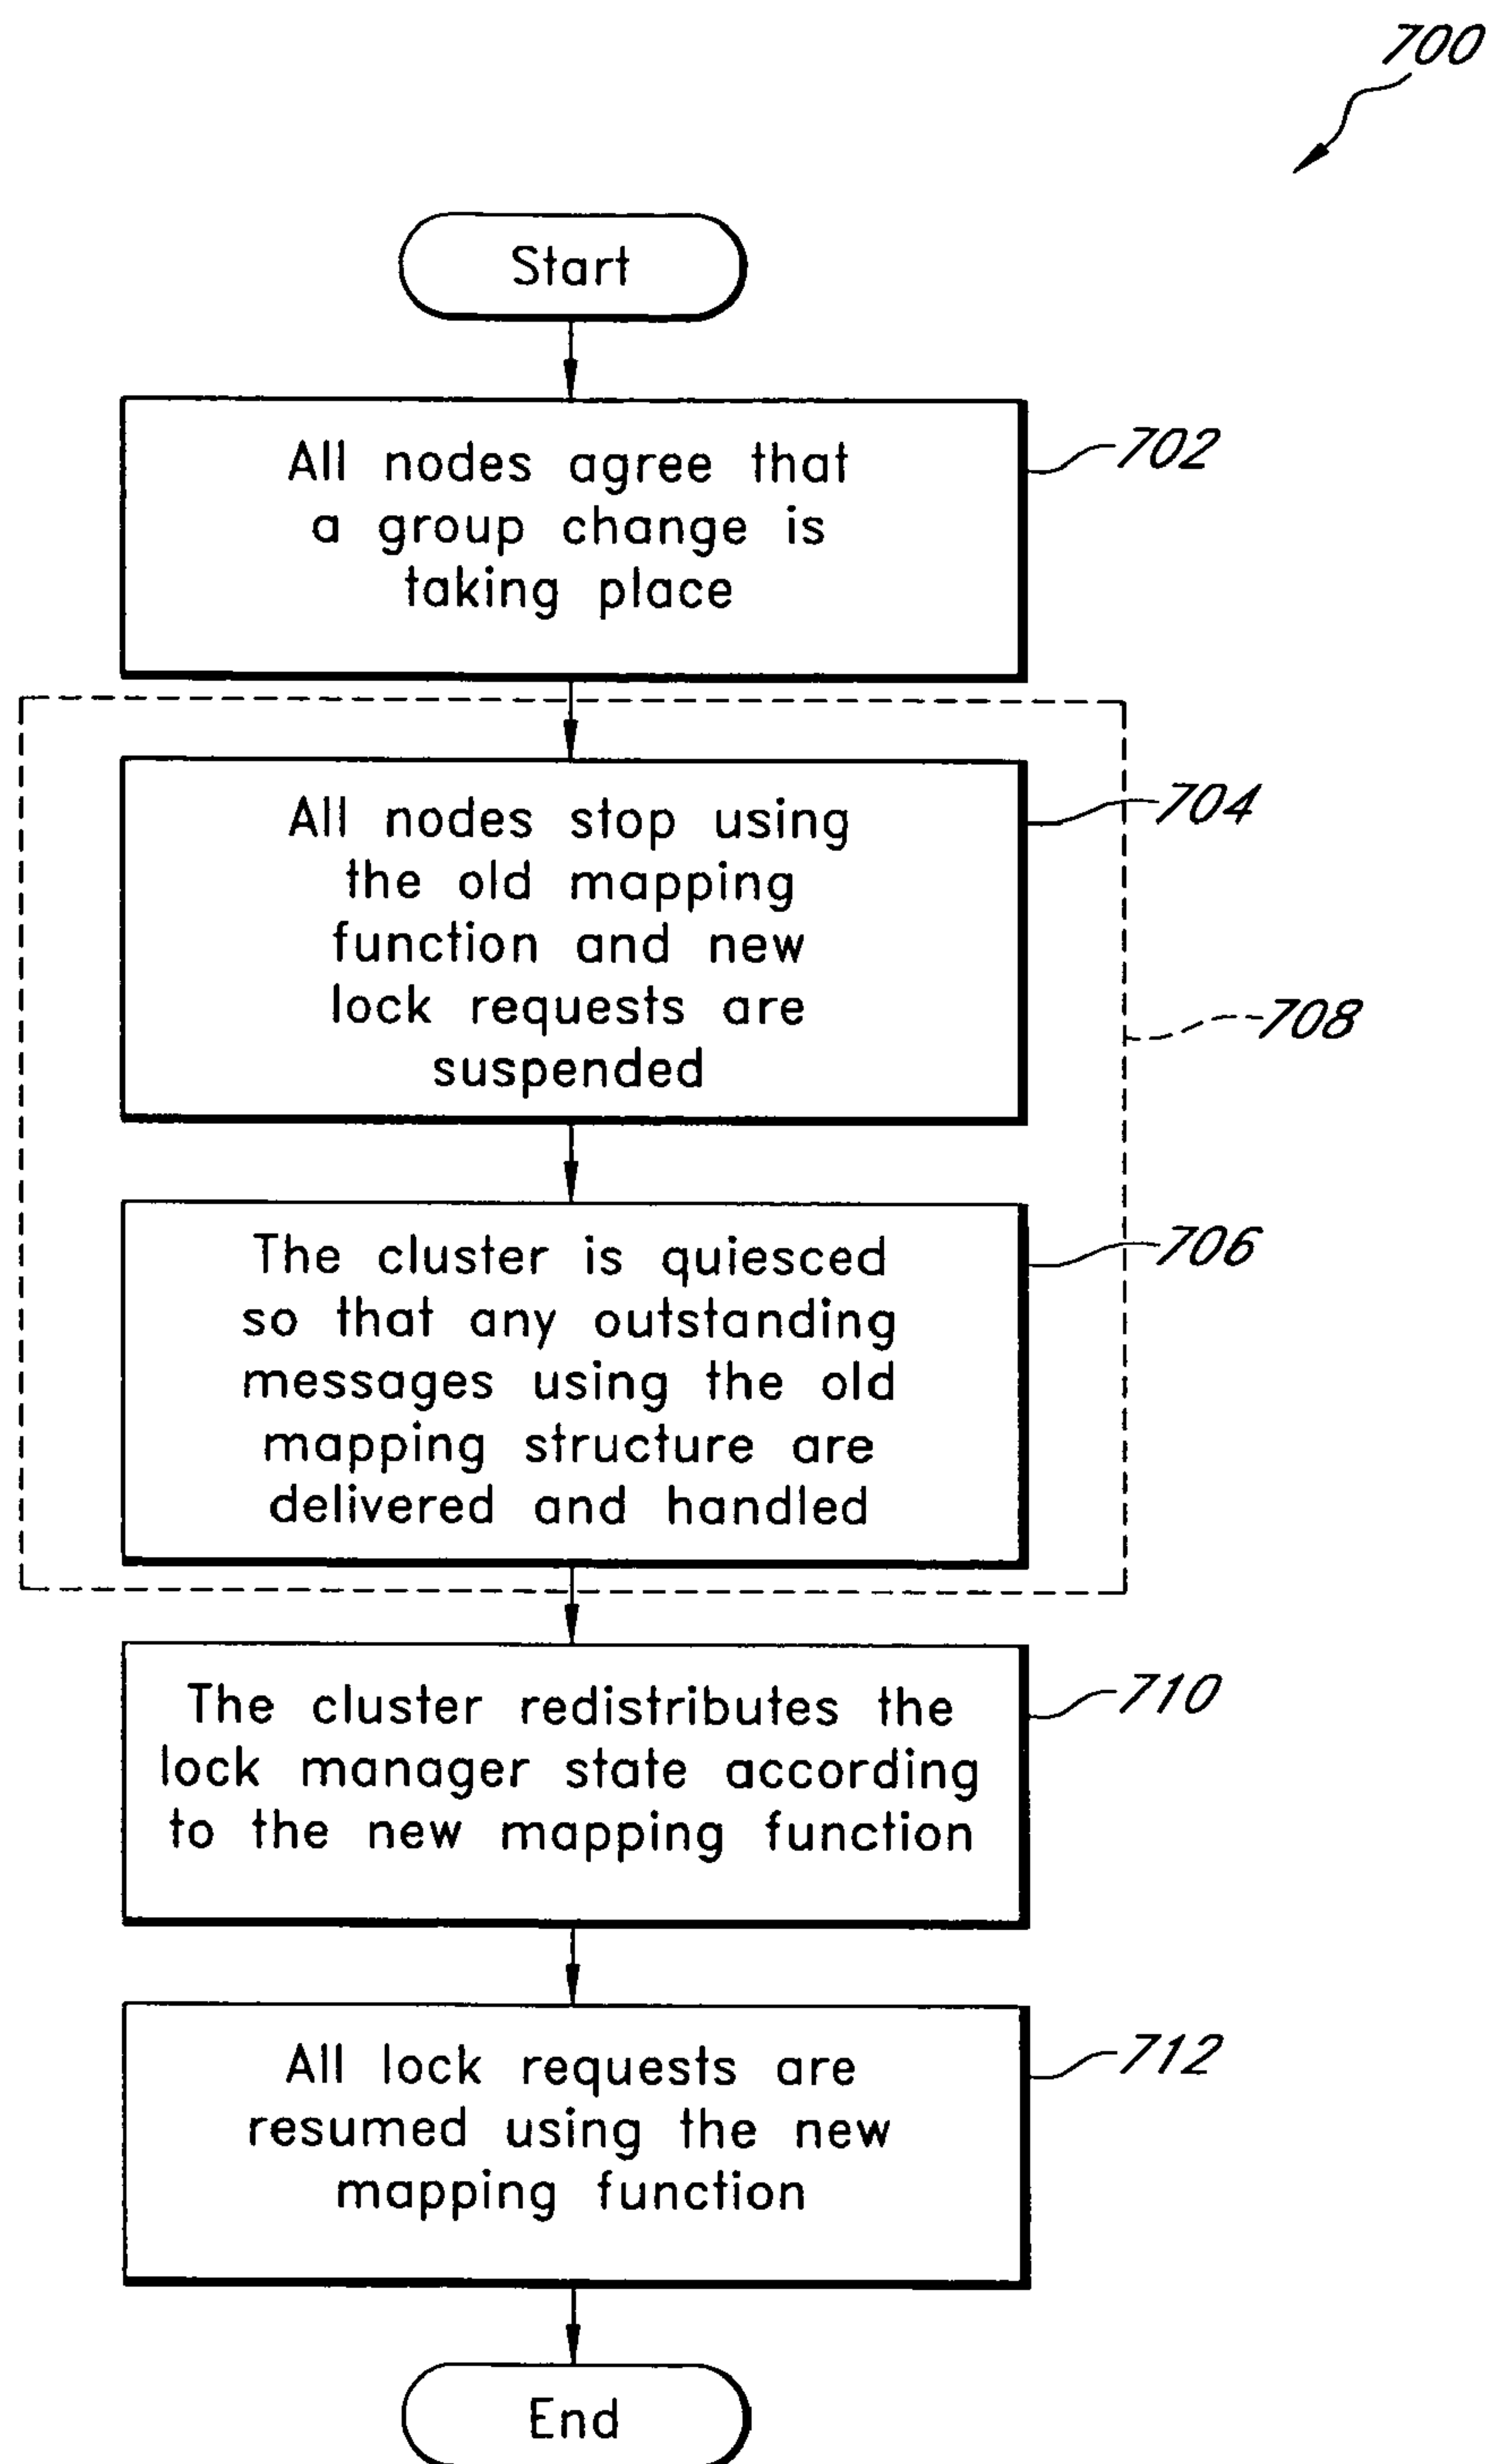 700
Start
All nodes agree that
a group change is
taking place
702
All nodes stop using
the old mapping
function and new
lock requests are
suspended
704
708
The cluster is quiesced
so that any outstanding
messages using the old
mapping structure are
delivered and handled
706
The cluster redistributes the
lock manager state according
to the new mapping function
710
All lock requests are
resumed using the new
mapping function
712
End